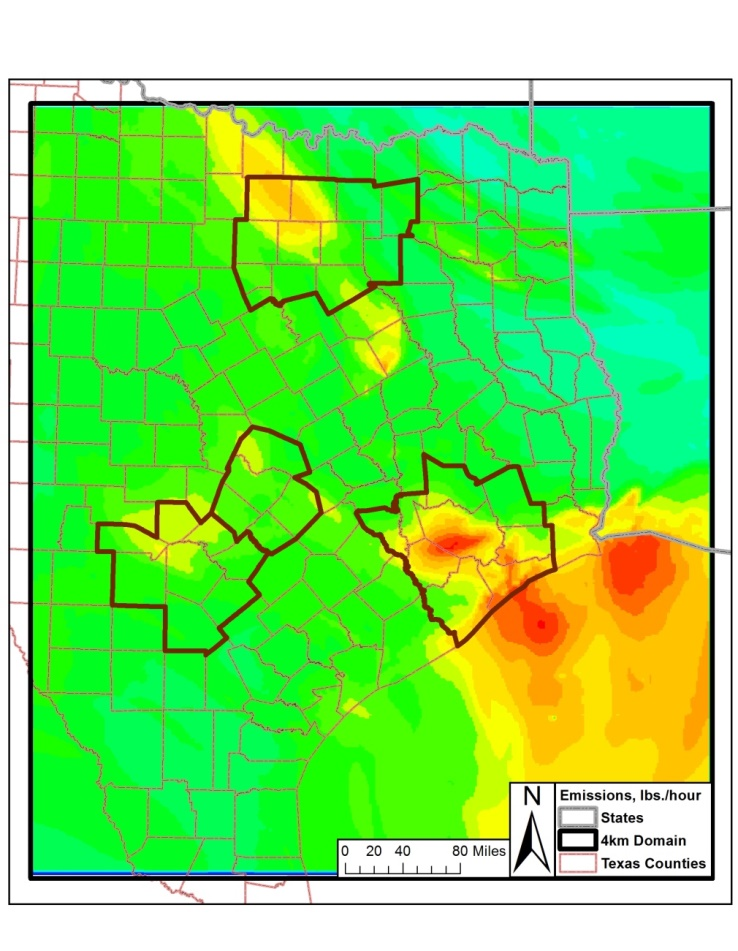 N
Emissions, lbs./hour
States
4km Domain
Texas Counties
0 20 40 80 Miles